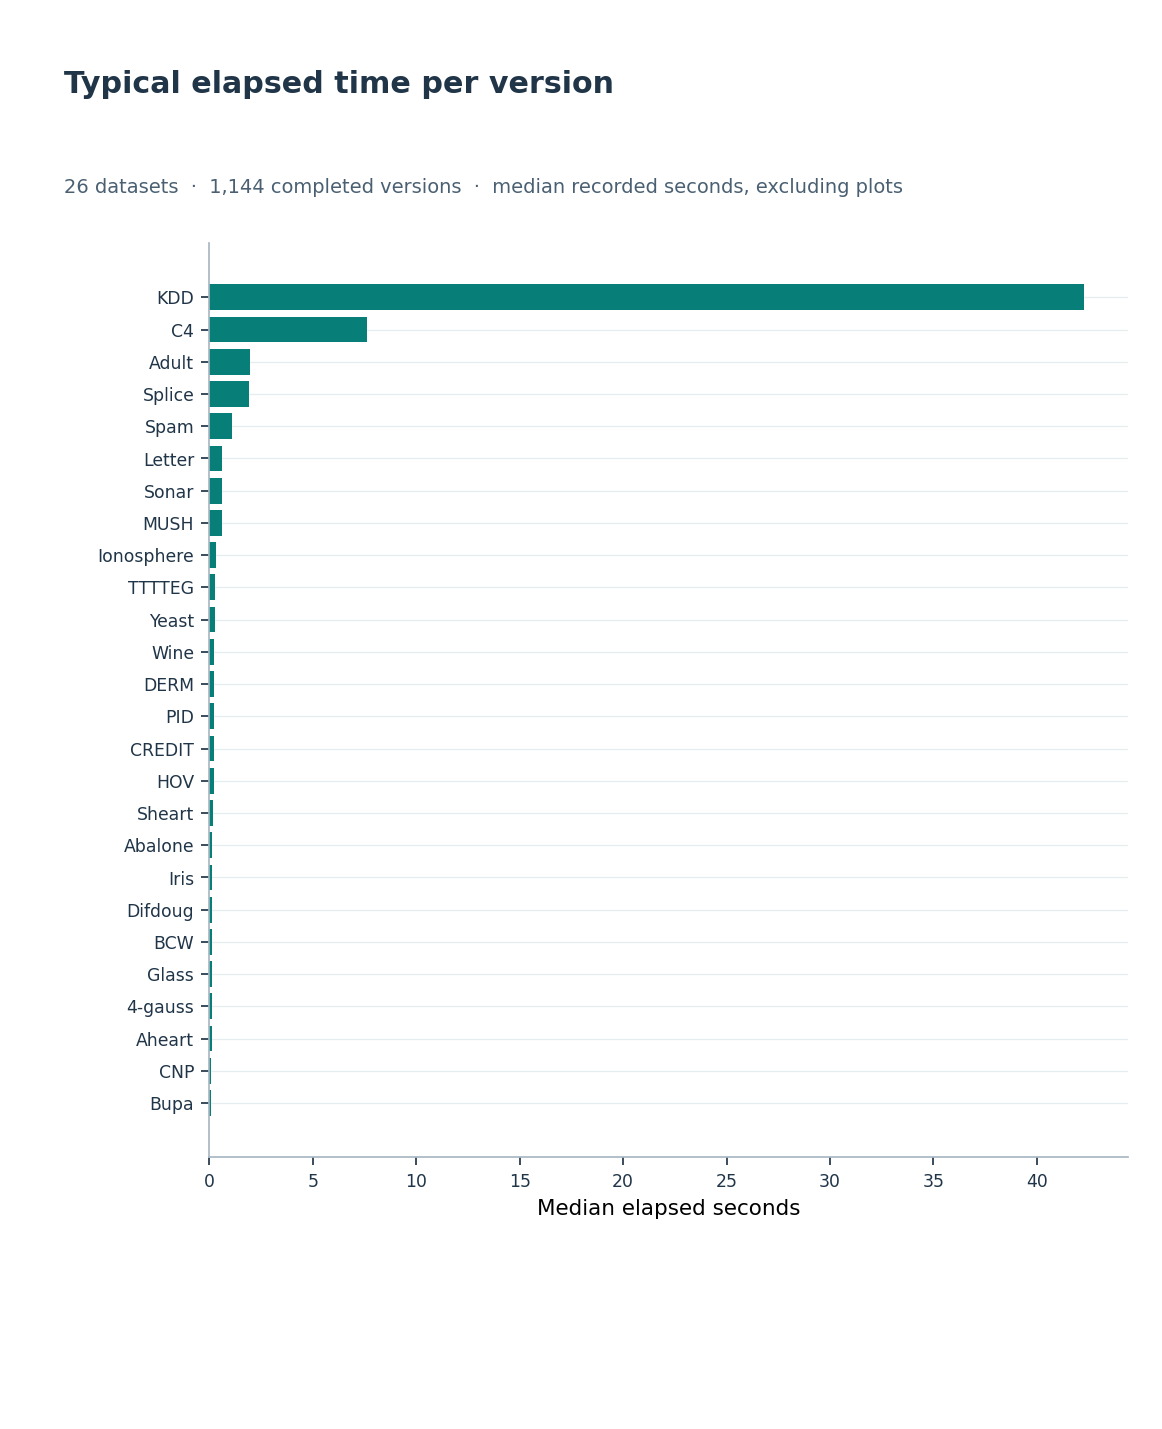 Typical elapsed time per version
26 datasets · 1,144 completed versions · median recorded seconds, excluding plots
KDD
C4
Adult
Splice
Spam
Letter
Sonar
MUSH
Ionosphere
TTTTEG
Yeast
Wine
DERM
PID
CREDIT
HOV
Sheart
Abalone
Iris
Difdoug
BCW
Glass
4-gauss
Aheart
CNP
Bupa
0 5 10 15 20 25 30 35 40
Median elapsed seconds